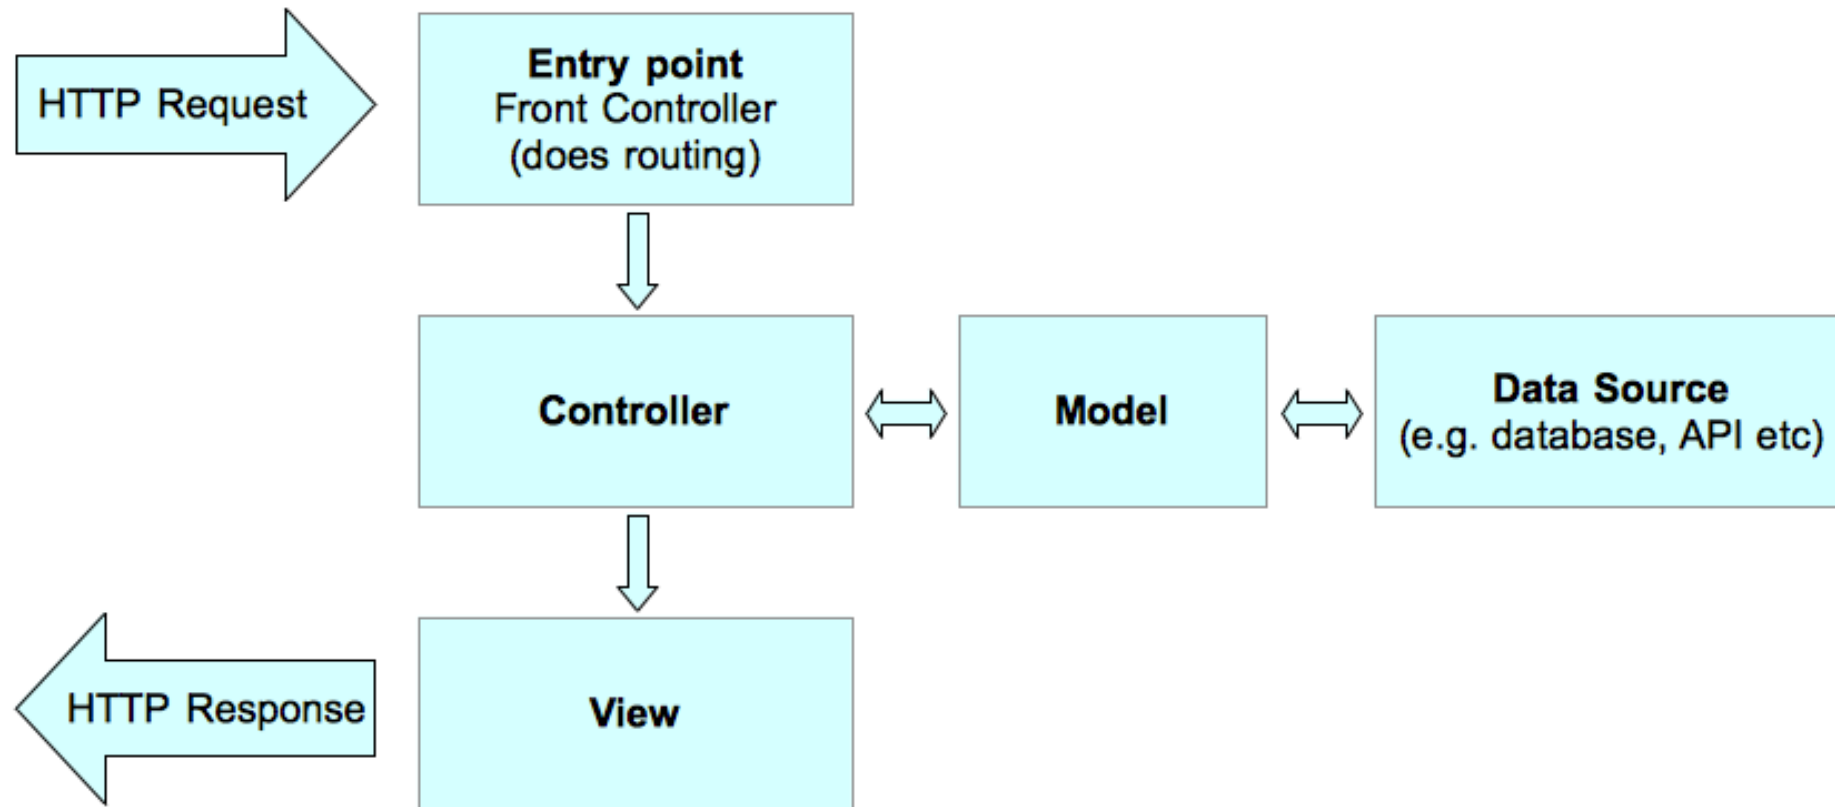 HTTP Request
Entry point
Front Controller
(does routing)
Controller
Model
Data Source
(e.g. database, API etc)
HTTP Response
View